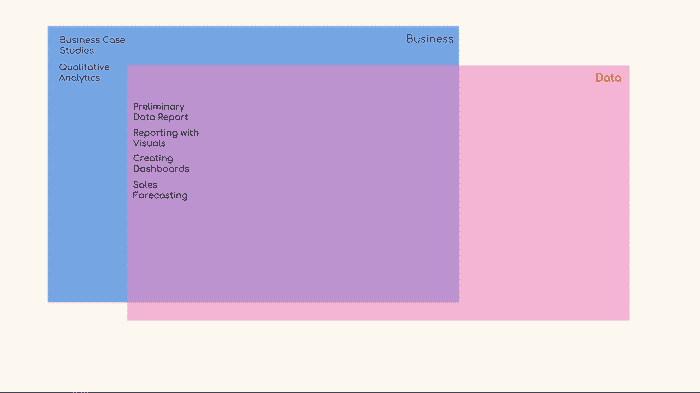 Business
Business Case
Studies
Qualitative
Analytics
Data
Preliminary
Data Report
Reporting with
Visuals
Creating
Dashboards
Sales
Forecasting